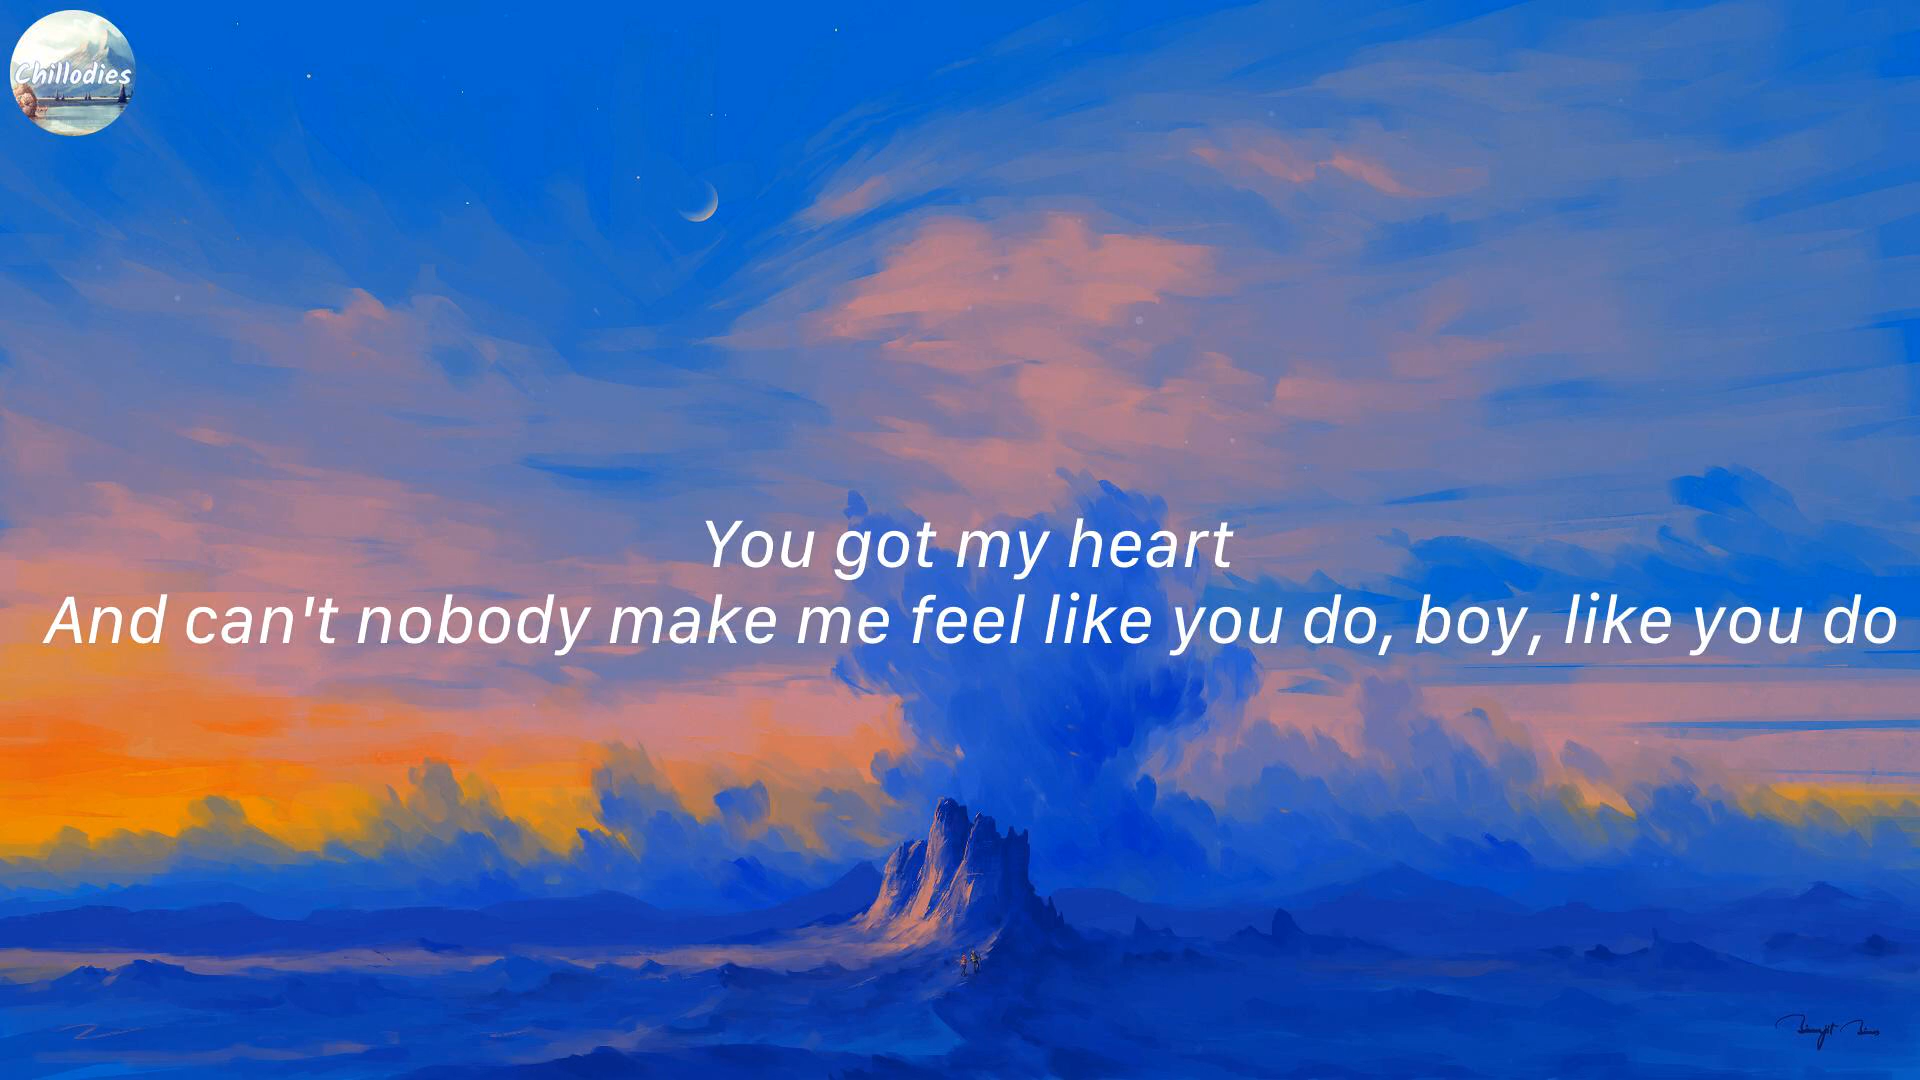 Chillodies
You got my heart
And can't nobody make me feel like you do, boy, like you do